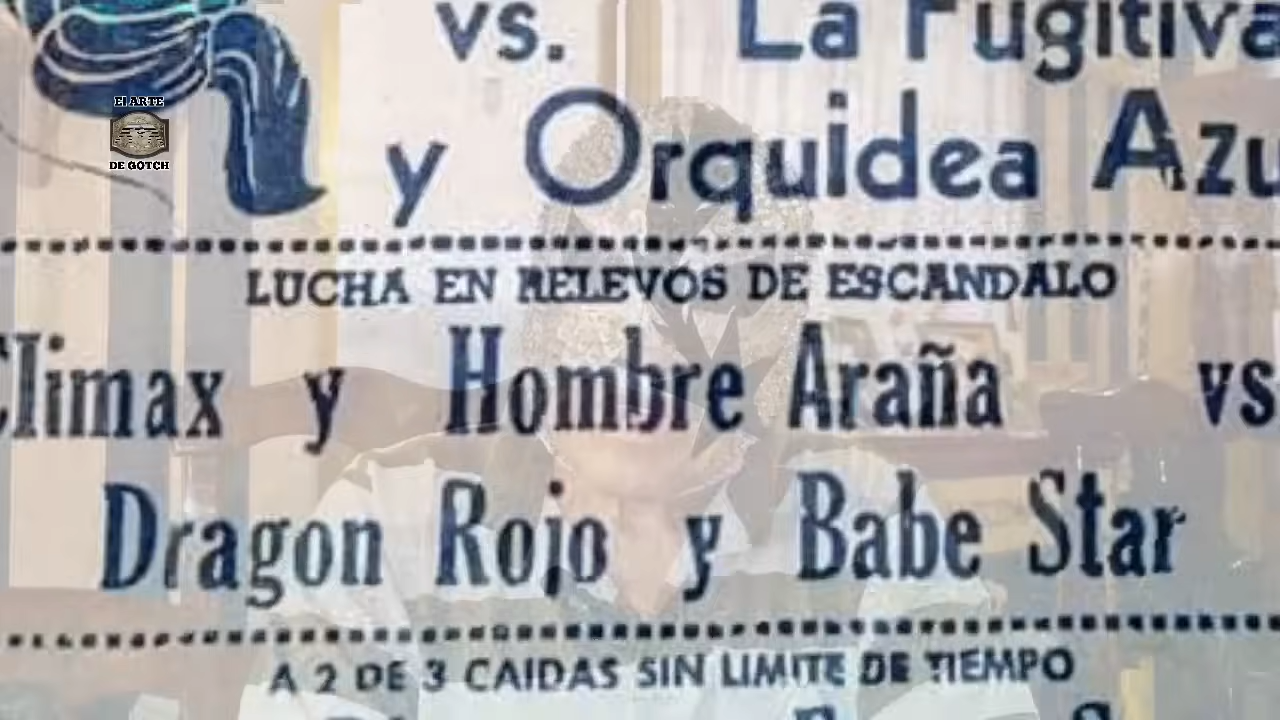 vs. La Fugitiva
y Orquidea Azu
EL ARTE
DE GOTCH
LUCHA EN RELEVOS DE ESCANDALO
Climax y Hombre Araña vs
Dragon Rojo y Babe Star
A 2 DE 3 CAIDAS SIN LIMITE DE TIEMPO